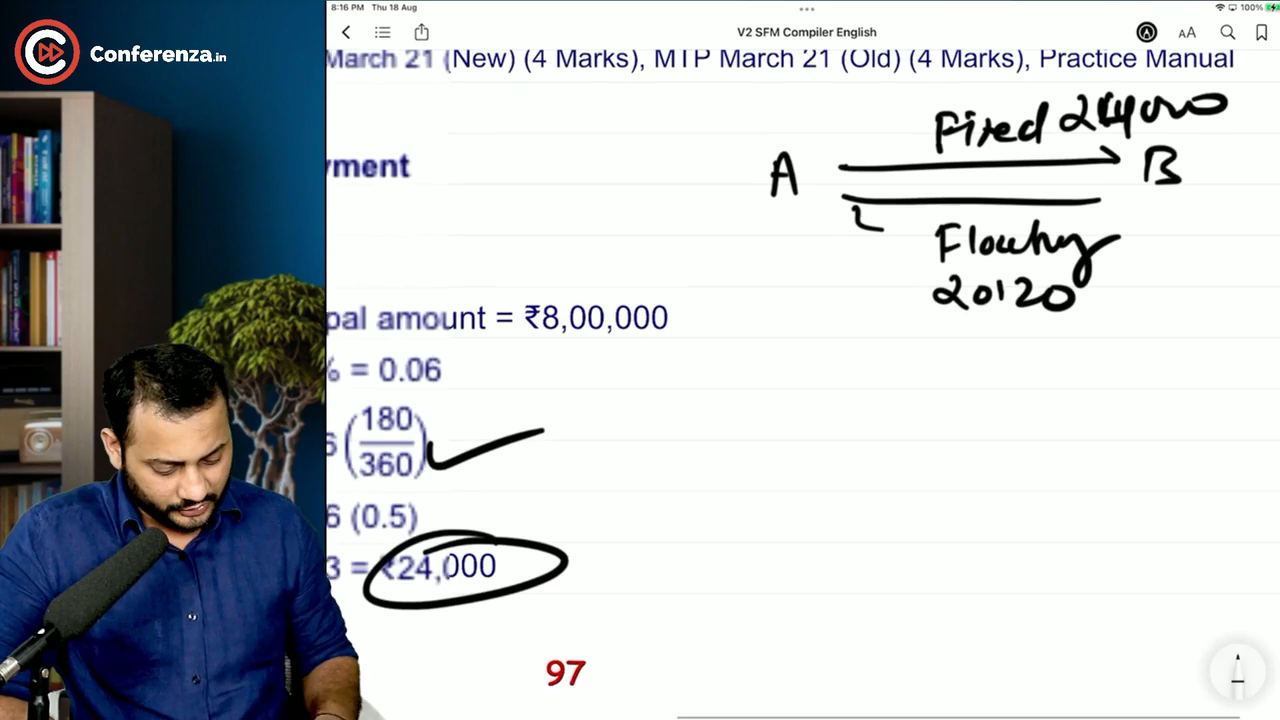 8:16 PM Thu 18 Aug
100%
Conferenza.in
V2 SFM Compiler English
AA
March 21 (New) (4 Marks), MTP March 21 (Old) (4 Marks), Practice Manual
Fixed 24000
A B
yment
Floating
20120
pal amount = ₹8,00,000
% = 0.06
6 (180/360)
6 (0.5)
3 = ₹24,000
97